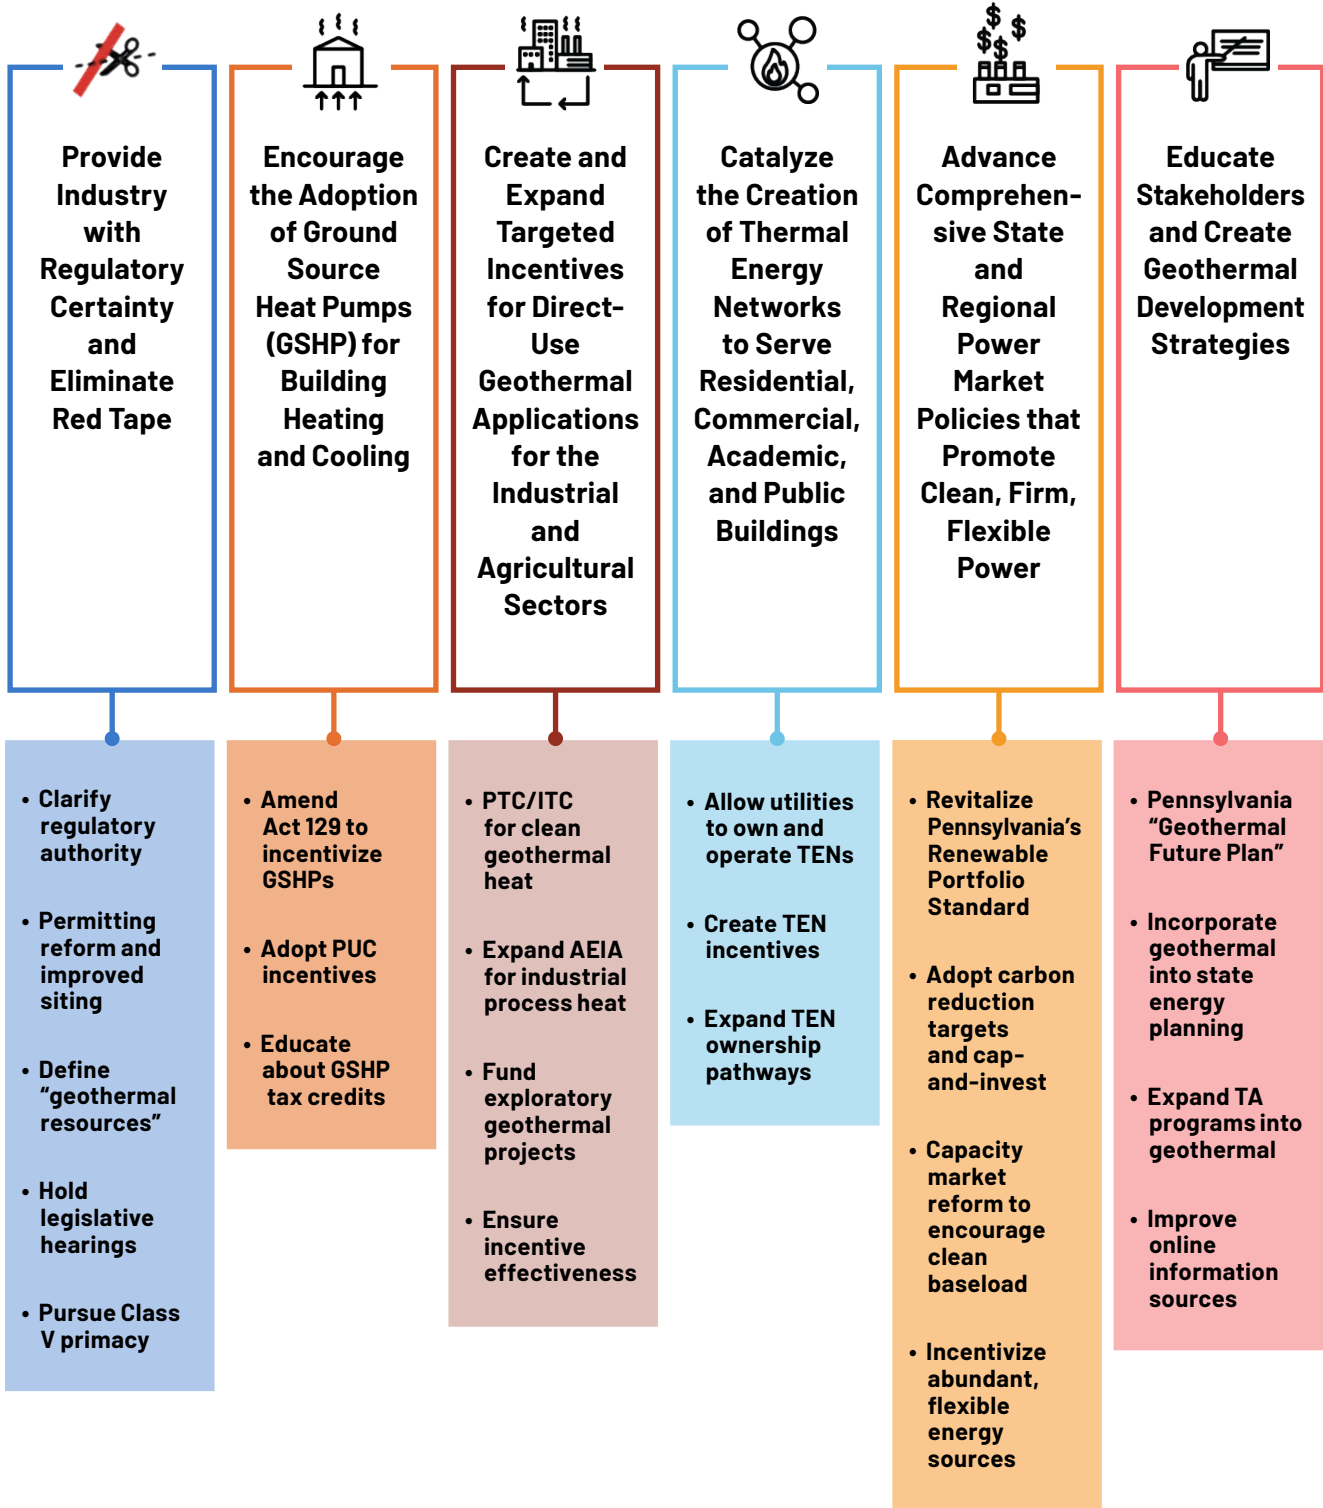 Provide
Industry
with
Regulatory
Certainty
and
Eliminate
Red Tape
Encourage
the Adoption
of Ground
Source
Heat Pumps
(GSHP) for
Building
Heating
and Cooling
Create and
Expand
Targeted
Incentives
for Direct-
Use
Geothermal
Applications
for the
Industrial
and
Agricultural
Sectors
Catalyze
the Creation
of Thermal
Energy
Networks
to Serve
Residential,
Commercial,
Academic,
and Public
Buildings
$
$
$
$
Advance
Comprehen-
sive State
and
Regional
Power
Market
Policies that
Promote
Clean, Firm,
Flexible
Power
Educate
Stakeholders
and Create
Geothermal
Development
Strategies
• Clarify
regulatory
authority
• Permitting
reform and
improved
siting
• Define
“geothermal
resources”
• Hold
legislative
hearings
• Pursue Class
V primacy
• Amend
Act 129 to
incentivize
GSHPs
• Adopt PUC
incentives
• Educate
about GSHP
tax credits
• PTC/ITC
for clean
geothermal
heat
• Expand AEIA
for industrial
process heat
• Fund
exploratory
geothermal
projects
• Ensure
incentive
effectiveness
• Allow utilities
to own and
operate TENs
• Create TEN
incentives
• Expand TEN
ownership
pathways
• Revitalize
Pennsylvania’s
Renewable
Portfolio
Standard
• Adopt carbon
reduction
targets
and cap-
and-invest
• Capacity
market
reform to
encourage
clean
baseload
• Incentivize
abundant,
flexible
energy
sources
• Pennsylvania
“Geothermal
Future Plan”
• Incorporate
geothermal
into state
energy
planning
• Expand TA
programs into
geothermal
• Improve
online
information
sources